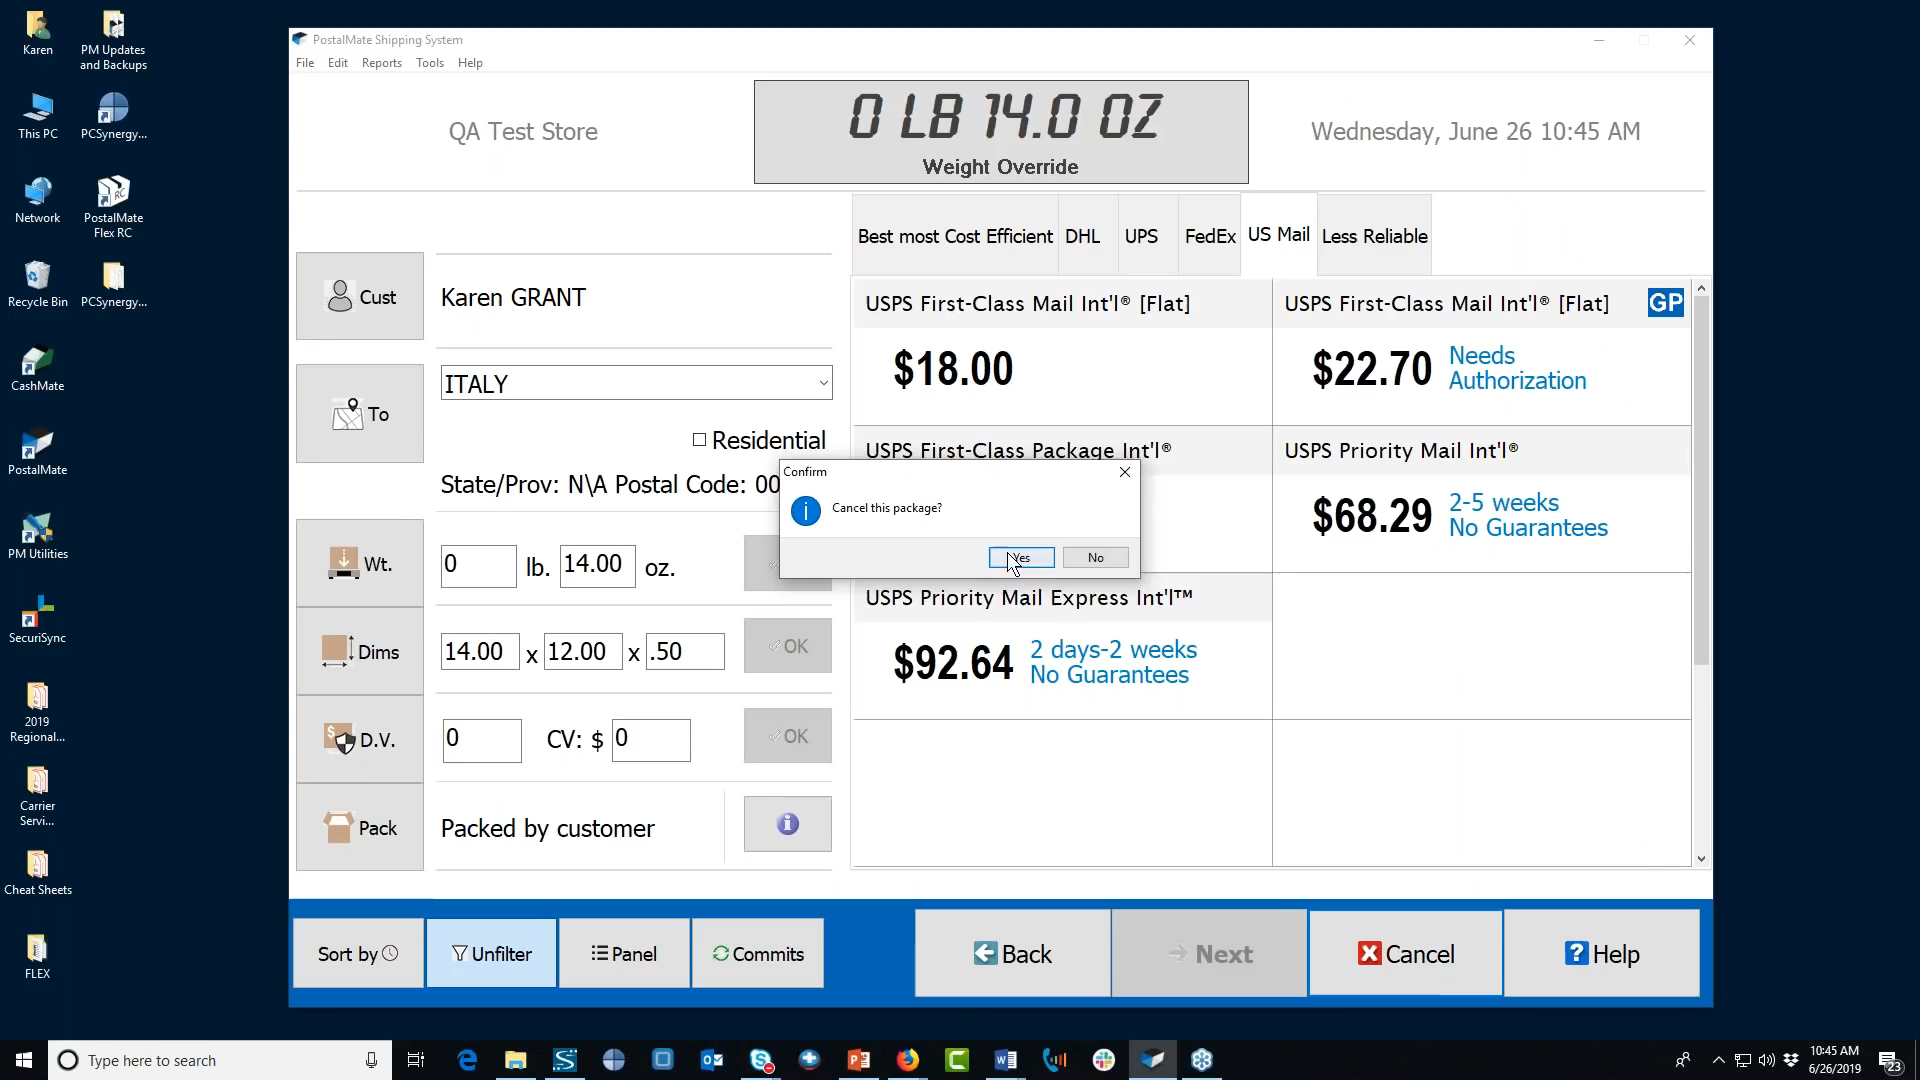 Karen
PM Updates
and Backups
This PC
PCSynergy...
Network
PostalMate
Flex RC
Recycle Bin
PCSynergy...
CashMate
PostalMate
PM Utilities
SecuriSync
2019
Regional...
Carrier
Servi...
Cheat Sheets
FLEX
PostalMate Shipping System
File Edit Reports Tools Help
QA Test Store
0 LB 14.0 OZ
Weight Override
Wednesday, June 26 10:45 AM
Cust
Karen GRANT
To
ITALY
Residential
State/Prov: N\A Postal Code: 00
Wt.
0 lb. 14.00 oz.
Dims
14.00 x 12.00 x .50
OK
D.V.
0 CV: $ 0
OK
Pack
Packed by customer
Best most Cost Efficient DHL UPS FedEx US Mail Less Reliable
USPS First-Class Mail Int'l® [Flat]
$18.00
USPS First-Class Mail Int'l® [Flat] GP
$22.70
Needs
Authorization
USPS First-Class Package Int'l®
USPS Priority Mail Int'l®
$68.29
2-5 weeks
No Guarantees
USPS Priority Mail Express Int'l™
$92.64
2 days-2 weeks
No Guarantees
Confirm
Cancel this package?
Yes No
Sort by Unfilter Panel Commits
Back Next Cancel Help
Type here to search
10:45 AM
6/26/2019
23